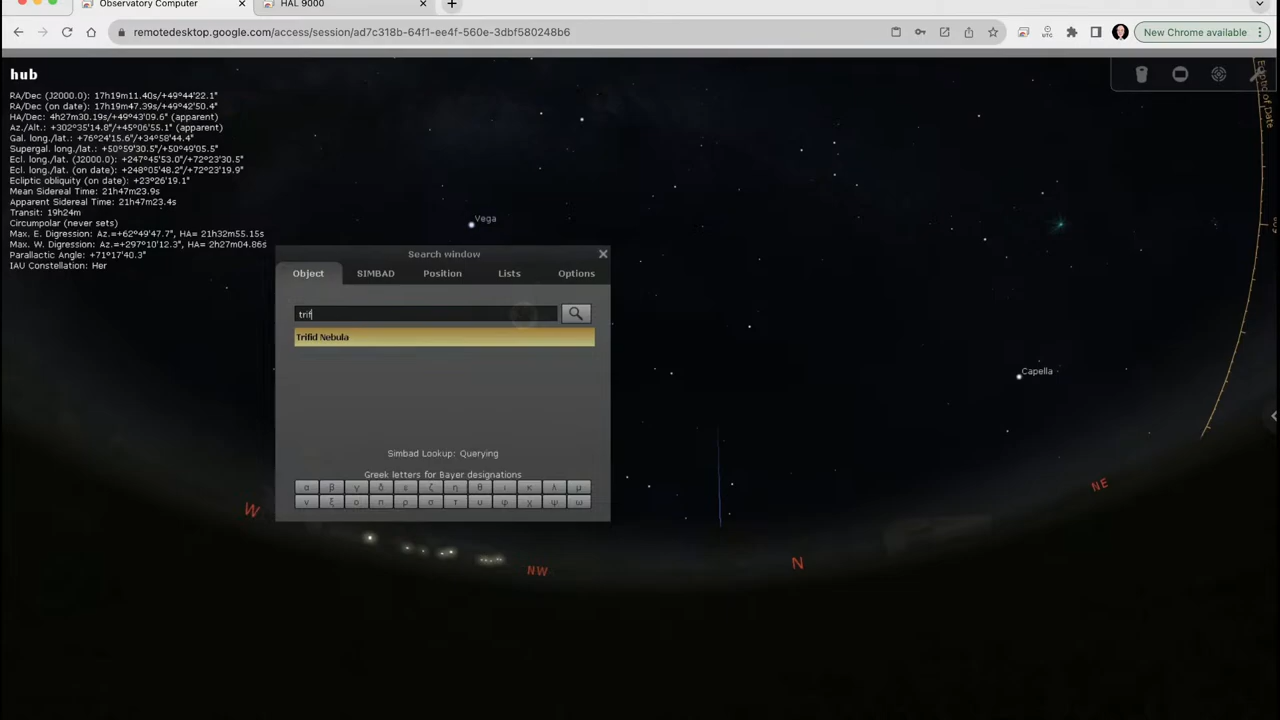 Observatory Computer
HAL 9000
remotedesktop.google.com/access/session/ad7c318b-64f1-ee4f-560e-3dbf580248b6
New Chrome available
hub
RA/Dec (J2000.0): 17h19m11.40s/+49°44'22.1"
RA/Dec (on date): 17h19m47.39s/+49°42'50.4"
HA/Dec: 4h27m30.19s/+49°43'09.6" (apparent)
Az./Alt.: +302°35'14.8"/+45°06'55.1" (apparent)
Gal. long./lat.: +76°24'15.6"/+34°58'44.4"
Supergal. long./lat.: +50°59'30.5"/+50°49'05.5"
Ecl. long./lat. (J2000.0): +247°45'53.0"/+72°23'30.5"
Ecl. long./lat. (on date): +248°05'48.2"/+72°23'19.9"
Ecliptic obliquity (on date): +23°26'19.1"
Mean Sidereal Time: 21h47m23.9s
Apparent Sidereal Time: 21h47m23.4s
Transit: 19h24m
Circumpolar (never sets)
Max. E. Digression: Az.=+62°49'47.7", HA= 21h32m55.15s
Max. W. Digression: Az.=+297°10'12.3", HA= 2h27m04.86s
Parallactic Angle: +71°17'40.3"
IAU Constellation: Her
Ecliptic of Date
Vega
Search window
Object SIMBAD Position Lists Options
trif
Trifid Nebula
Capella
Simbad Lookup: Querying
Greek letters for Bayer designations
α β γ δ ε ζ η θ ι κ λ μ
ν ξ ο π ρ σ τ υ φ χ ψ ω
W
NW
N
NE